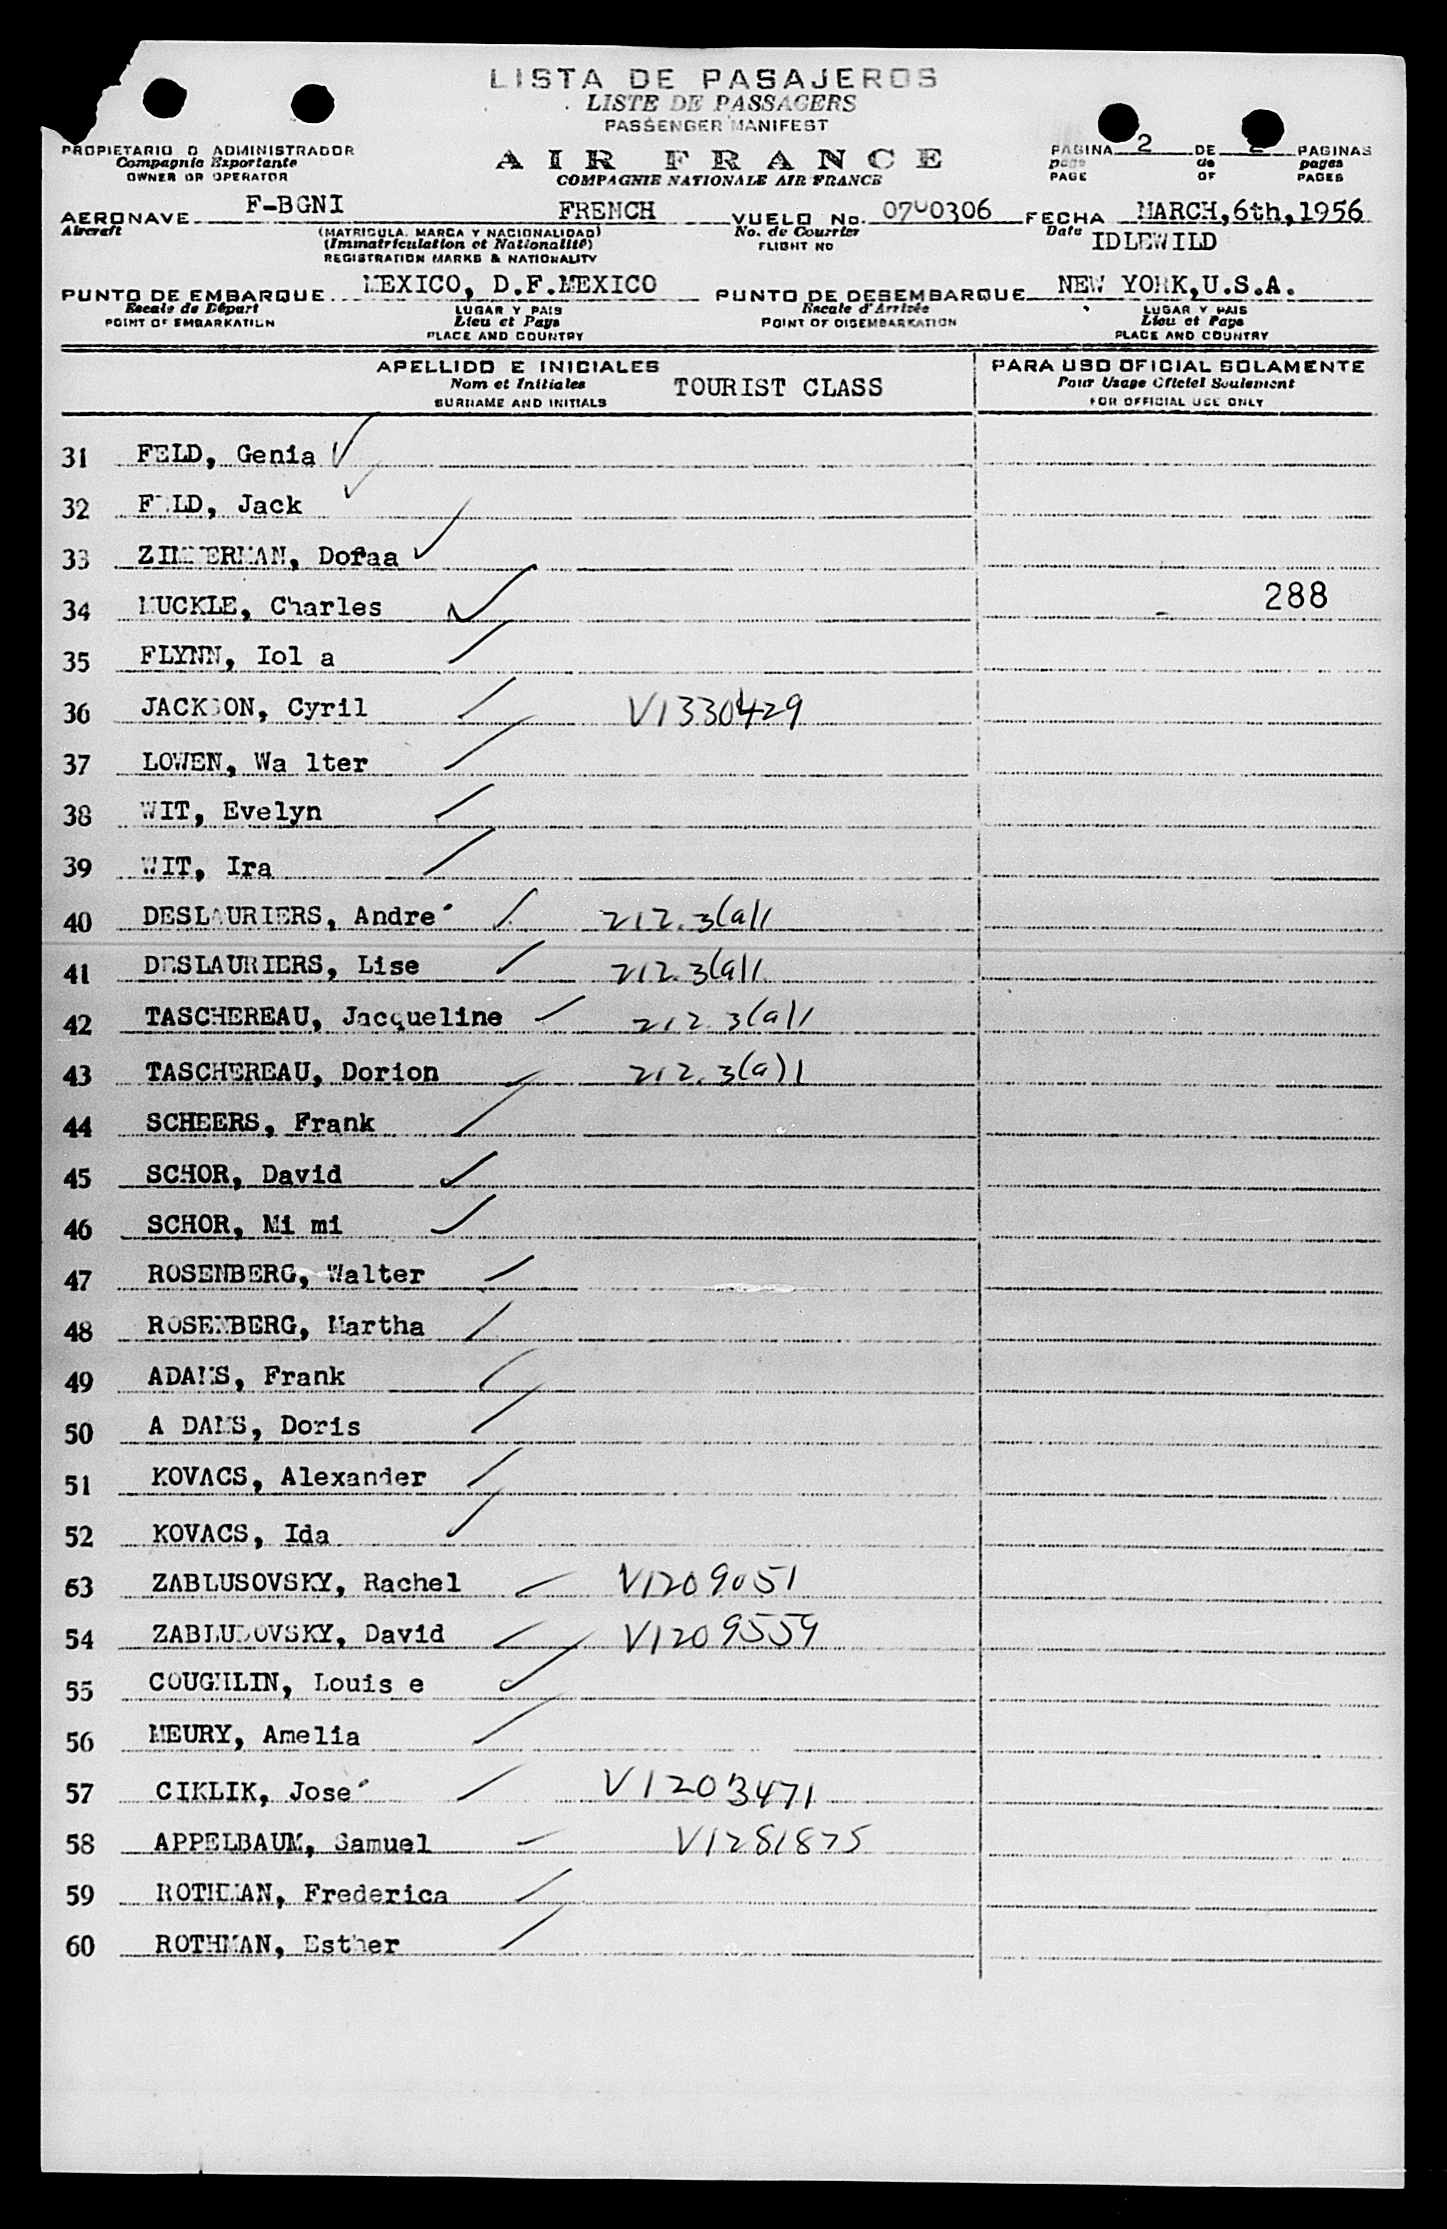 LISTA DE PASAJEROS
LISTE DE PASSAGERS
PASSENGER MANIFEST
PROPIETARIO O ADMINISTRADOR
Compagnie Exportante
OWNER OR OPERATOR
AIR FRANCE
COMPAGNIE NATIONALE AIR FRANCE
PAGINA 2 DE 2 PAGINAS
page de pages
PAGE OF PAGES
AERONAVE F-BGNI FRENCH VUELO No. 0700306 FECHA MARCH,6th,1956
Aircraft (MATRICULA, MARCA Y NACIONALIDAD) No. de Courrier Date IDLEWILD
(Immatriculation et Nationalité) FLIGHT NO
REGISTRATION MARKS & NATIONALITY
PUNTO DE EMBARQUE MEXICO, D.F.MEXICO PUNTO DE DESEMBARQUE NEW YORK,U.S.A.
Escale de Départ LUGAR Y PAIS Escale d'Arrivée LUGAR Y PAIS
POINT OF EMBARKATION Lieu et Pays POINT OF DISEMBARKATION Lieu et Pays
PLACE AND COUNTRY PLACE AND COUNTRY
APELLIDO E INICIALES PARA USO OFICIAL SOLAMENTE
Nom et Initiales TOURIST CLASS Pour Usage Officiel Seulement
SURNAME AND INITIALS FOR OFFICIAL USE ONLY
31 FELD, Genia
32 FELD, Jack
33 ZIMMERMAN, Dofaa
34 MUCKLE, Charles 288
35 FLYNN, Iol a
36 JACKSON, Cyril V1330429
37 LOWEN, Wa lter
38 WIT, Evelyn
39 WIT, Ira
40 DESLAURIERS, André 212.3(a)1
41 DESLAURIERS, Lise 212.3(a)1
42 TASCHEREAU, Jacqueline 212.3(a)1
43 TASCHEREAU, Dorion 212.3(a)1
44 SCHEERS, Frank
45 SCHOR, David
46 SCHOR, Mi mi
47 ROSENBERG, Walter
48 ROSENBERG, Martha
49 ADAMS, Frank
50 A DAMS, Doris
51 KOVACS, Alexander
52 KOVACS, Ida
53 ZABLUSOVSKY, Rachel V1209051
54 ZABLUDOVSKY, David V1209559
55 COUGHLIN, Louis e
56 MEURY, Amelia
57 CIKLIK, José V1203471
58 APPELBAUM, Samuel V1281875
59 ROTHMAN, Frederica
60 ROTHMAN, Esther